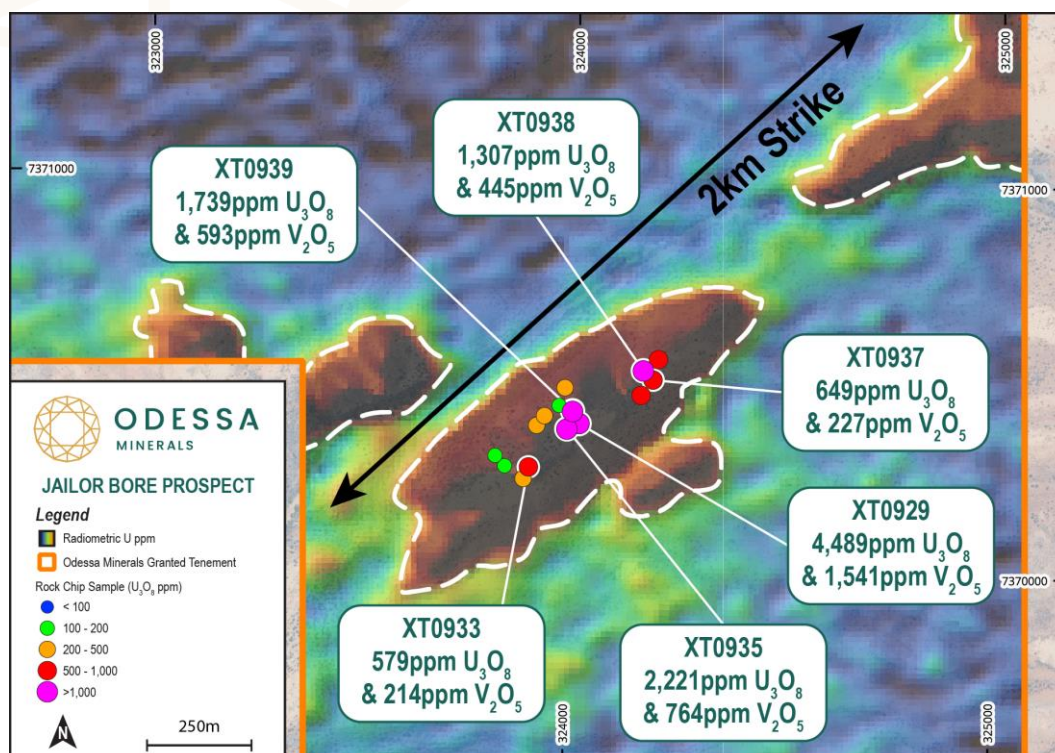 323000
324000
325000
7371000
7371000
2km Strike
XT0938
1,307ppm U₃O₈
& 445ppm V₂O₅
XT0939
1,739ppm U₃O₈
& 593ppm V₂O₅
XT0937
649ppm U₃O₈
& 227ppm V₂O₅
XT0929
4,489ppm U₃O₈
& 1,541ppm V₂O₅
XT0933
579ppm U₃O₈
& 214ppm V₂O₅
XT0935
2,221ppm U₃O₈
& 764ppm V₂O₅
7370000
324000
325000
ODESSA
MINERALS
JAILOR BORE PROSPECT
Legend
Radiometric U ppm
Odessa Minerals Granted Tenement
Rock Chip Sample (U₃O₈ ppm)
< 100
100 - 200
200 - 500
500 - 1,000
>1,000
N
250m